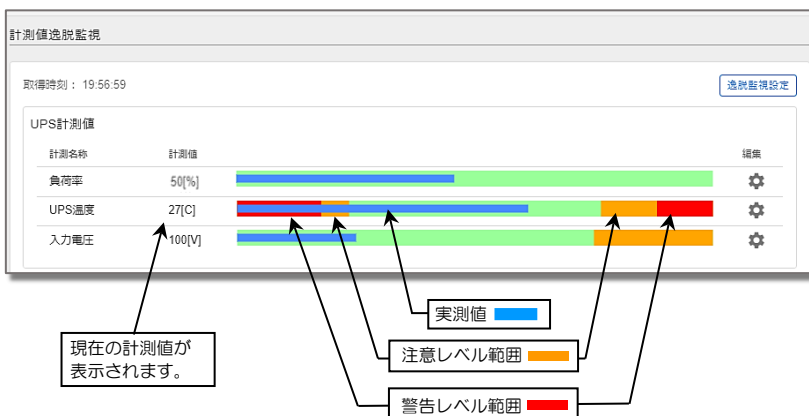 計測値逸脱監視
取得時刻： 19:56:59
逸脱監視設定
UPS計測値
計測名称 計測値 編集
負荷率 50[%]
UPS温度 27[C]
入力電圧 100[V]
実測値
現在の計測値が
表示されます。
注意レベル範囲
警告レベル範囲